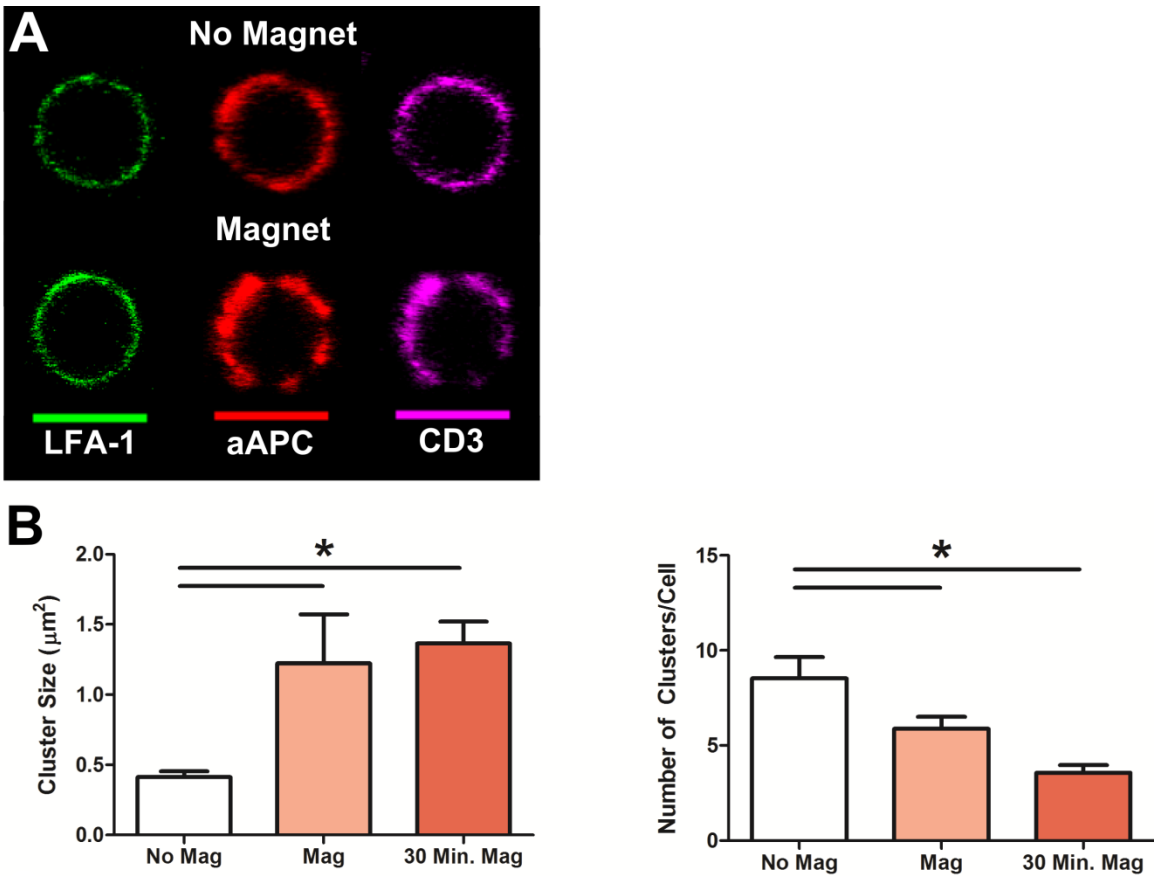 A
No Magnet
Magnet
LFA-1 aAPC CD3
B
Cluster Size (μm²)
2.0
1.5
1.0
0.5
0.0
*
No Mag Mag 30 Min. Mag
Number of Clusters/Cell
15
10
5
0
*
No Mag Mag 30 Min. Mag